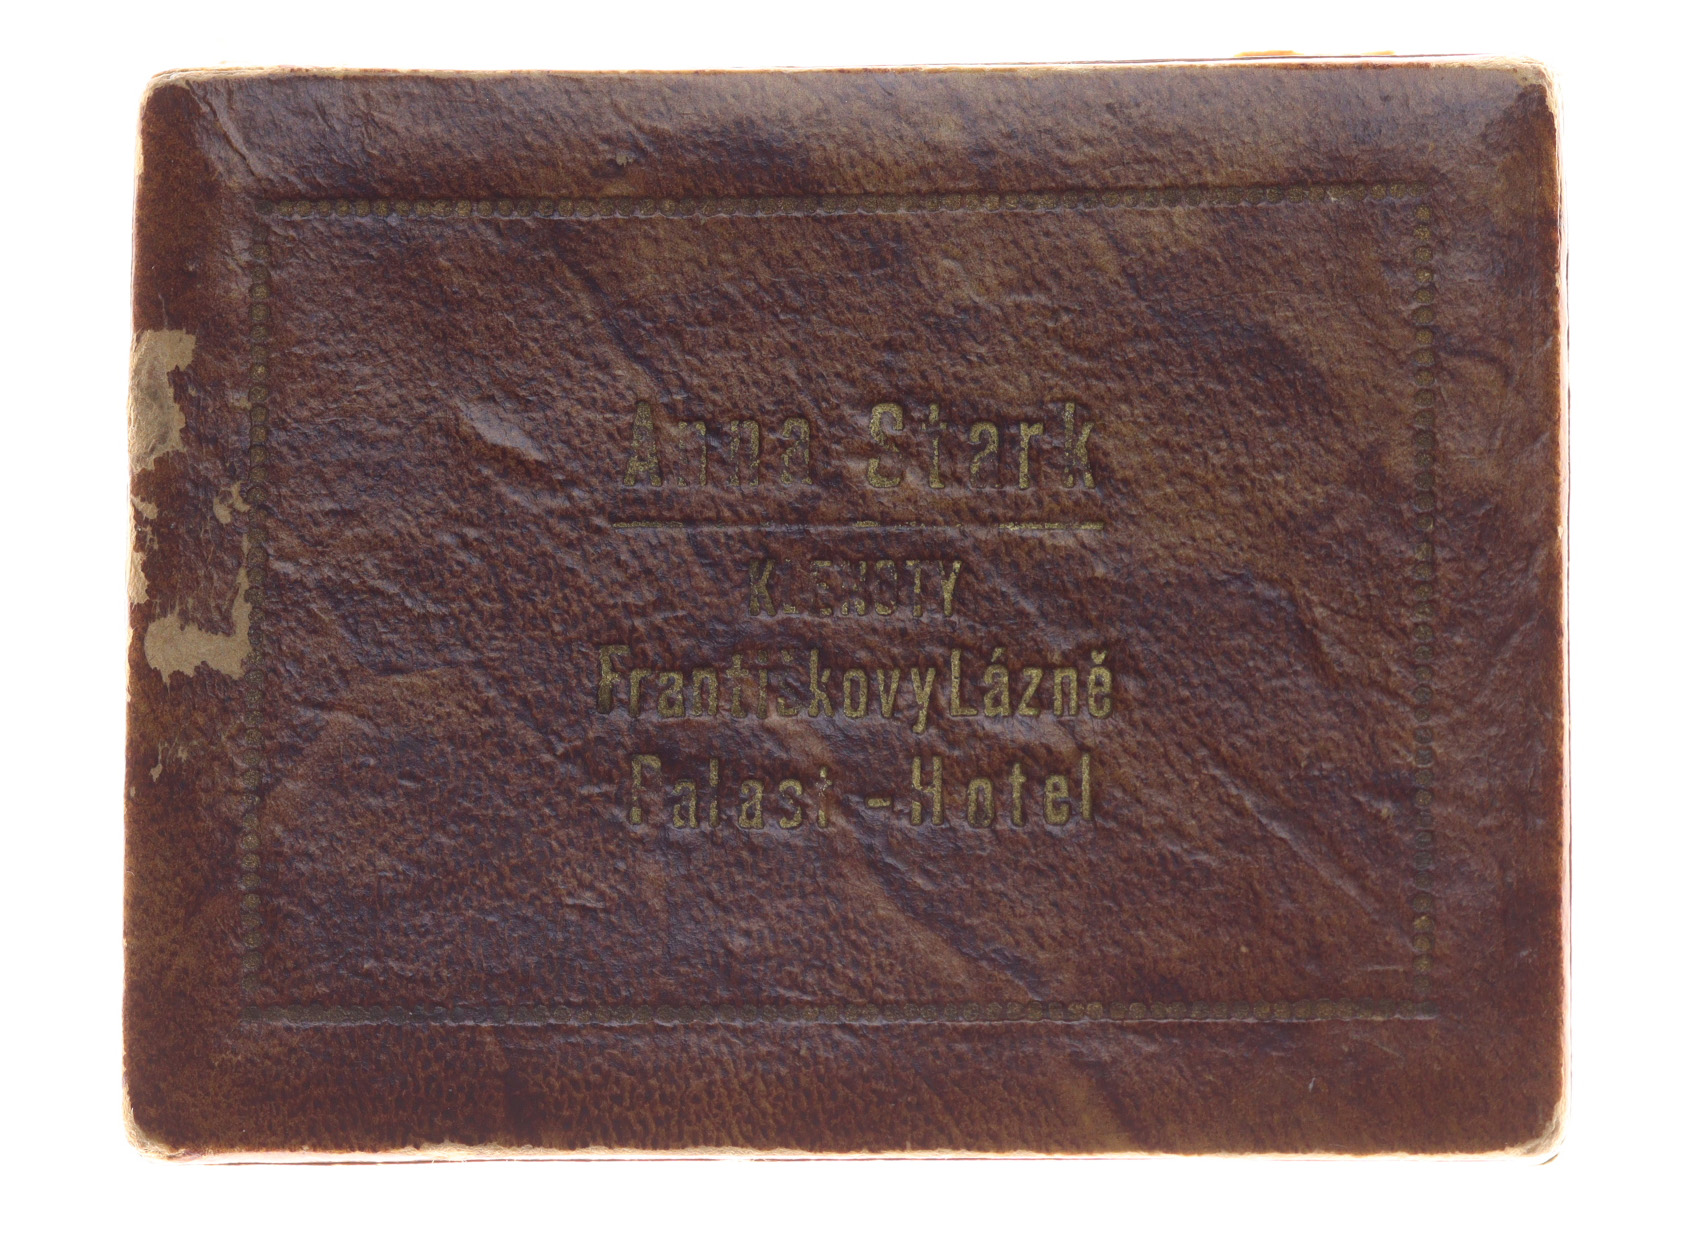 Anna Stark
KLENOTY
Františkovy Lázně
Palast - Hotel